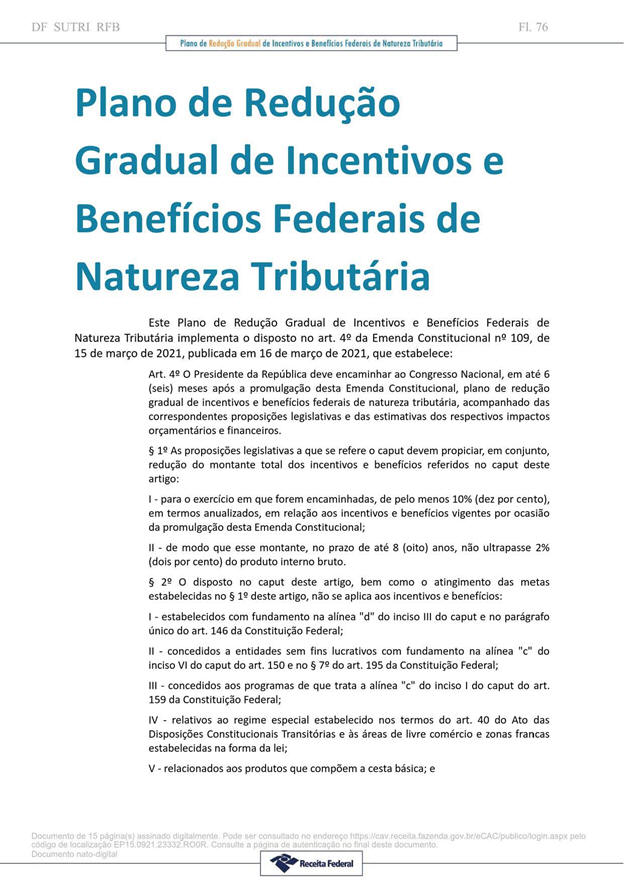 DF SUTRI RFB Fl. 76
Plano de Redução Gradual de Incentivos e Benefícios Federais de Natureza Tributária
Plano de Redução
Gradual de Incentivos e
Benefícios Federais de
Natureza Tributária
Este Plano de Redução Gradual de Incentivos e Benefícios Federais de
Natureza Tributária implementa o disposto no art. 4º da Emenda Constitucional nº 109, de
15 de março de 2021, publicada em 16 de março de 2021, que estabelece:
Art. 4º O Presidente da República deve encaminhar ao Congresso Nacional, em até 6
(seis) meses após a promulgação desta Emenda Constitucional, plano de redução
gradual de incentivos e benefícios federais de natureza tributária, acompanhado das
correspondentes proposições legislativas e das estimativas dos respectivos impactos
orçamentários e financeiros.
§ 1º As proposições legislativas a que se refere o caput devem propiciar, em conjunto,
redução do montante total dos incentivos e benefícios referidos no caput deste
artigo:
I - para o exercício em que forem encaminhadas, de pelo menos 10% (dez por cento),
em termos anualizados, em relação aos incentivos e benefícios vigentes por ocasião
da promulgação desta Emenda Constitucional;
II - de modo que esse montante, no prazo de até 8 (oito) anos, não ultrapasse 2%
(dois por cento) do produto interno bruto.
§ 2º O disposto no caput deste artigo, bem como o atingimento das metas
estabelecidas no § 1º deste artigo, não se aplica aos incentivos e benefícios:
I - estabelecidos com fundamento na alínea "d" do inciso III do caput e no parágrafo
único do art. 146 da Constituição Federal;
II - concedidos a entidades sem fins lucrativos com fundamento na alínea "c" do
inciso VI do caput do art. 150 e no § 7º do art. 195 da Constituição Federal;
III - concedidos aos programas de que trata a alínea "c" do inciso I do caput do art.
159 da Constituição Federal;
IV - relativos ao regime especial estabelecido nos termos do art. 40 do Ato das
Disposições Constitucionais Transitórias e às áreas de livre comércio e zonas francas
estabelecidas na forma da lei;
V - relacionados aos produtos que compõem a cesta básica; e
Documento de 15 página(s) assinado digitalmente. Pode ser consultado no endereço https://cav.receita.fazenda.gov.br/eCAC/publico/login.aspx pelo
código de localização EP15.0921.23332.RO0R. Consulte a página de autenticação no final deste documento.
Documento nato-digital
Receita Federal